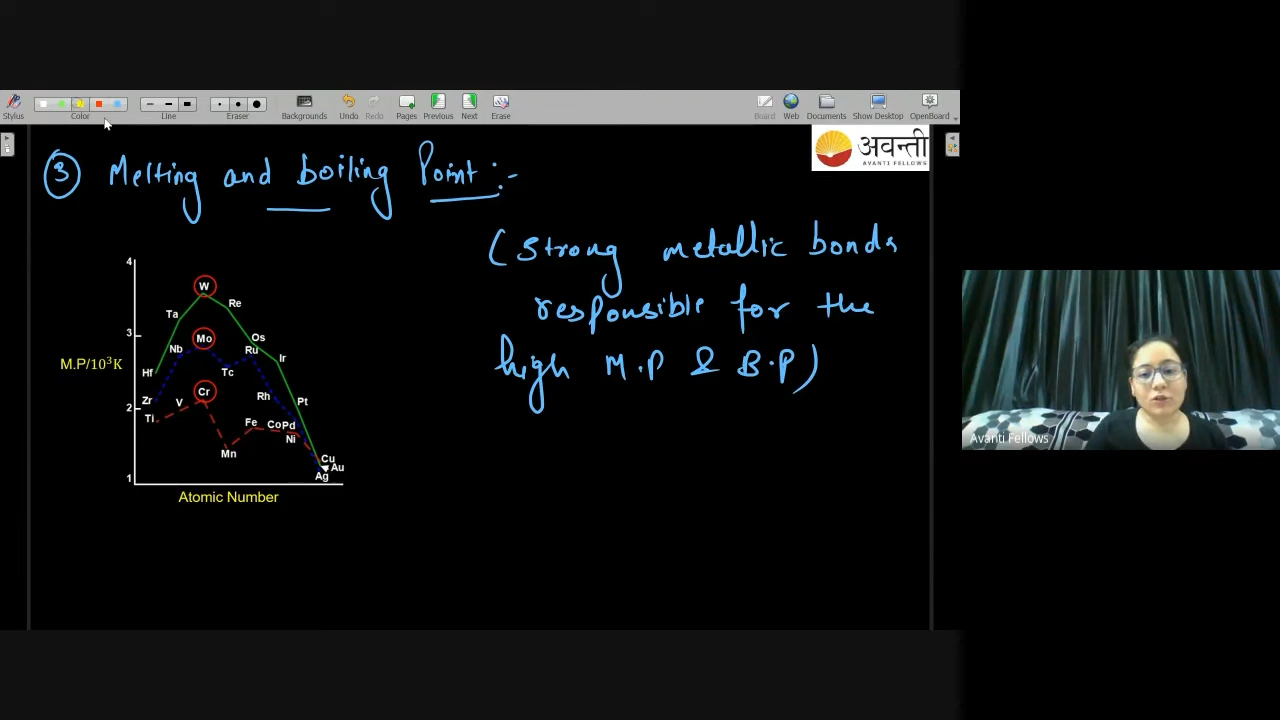 Stylus
Color
Line
Eraser
Backgrounds
Undo
Redo
Pages
Previous
Next
Erase
Board
Web
Documents
Show Desktop
OpenBoard
अवन्ती
AVANTI FELLOWS
3 Melting and boiling Point :-
(strong metallic bonds
responsible for the
high M.P & B.P)
4
3
2
1
M.P/10³K
W
Re
Ta
Os
Mo
Nb
Ru
Ir
Hf
Tc
Cr
Zr
V
Rh
Pt
Ti
Fe
Co
Pd
Ni
Mn
Cu
Au
Ag
Atomic Number
Avanti Fellows